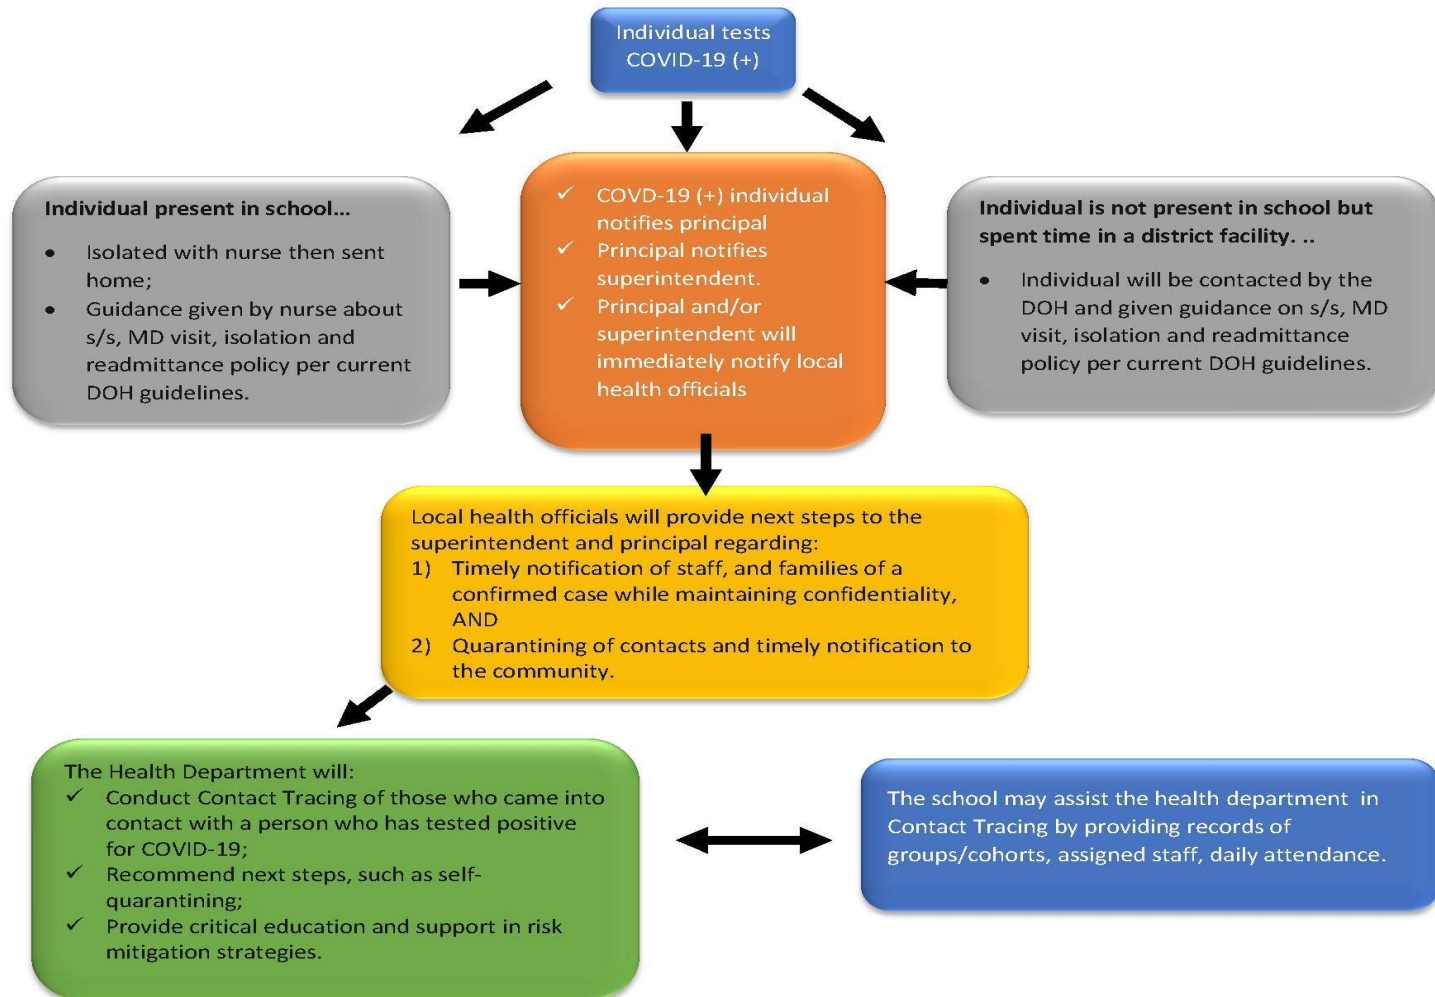 Individual tests
COVID-19 (+)
Individual present in school...
• Isolated with nurse then sent
home;
• Guidance given by nurse about
s/s, MD visit, isolation and
readmittance policy per current
DOH guidelines.
✓ COVD-19 (+) individual
notifies principal
✓ Principal notifies
superintendent.
✓ Principal and/or
superintendent will
immediately notify local
health officials
Individual is not present in school but
spent time in a district facility. ..
• Individual will be contacted by the
DOH and given guidance on s/s, MD
visit, isolation and readmittance
policy per current DOH guidelines.
Local health officials will provide next steps to the
superintendent and principal regarding:
1) Timely notification of staff, and families of a
confirmed case while maintaining confidentiality,
AND
2) Quarantining of contacts and timely notification to
the community.
The Health Department will:
✓ Conduct Contact Tracing of those who came into
contact with a person who has tested positive
for COVID-19;
✓ Recommend next steps, such as self-
quarantining;
✓ Provide critical education and support in risk
mitigation strategies.
The school may assist the health department in
Contact Tracing by providing records of
groups/cohorts, assigned staff, daily attendance.